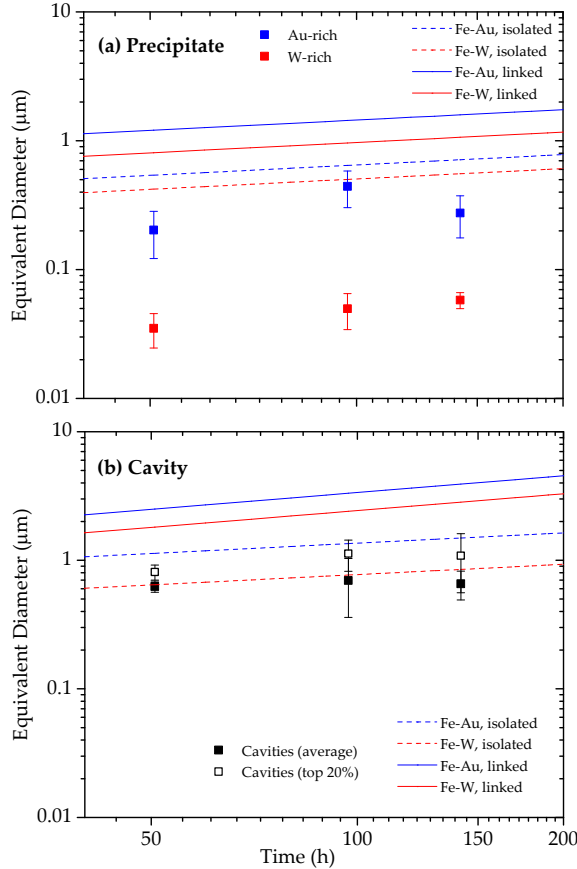 10
(a) Precipitate
Au-rich
W-rich
Fe-Au, isolated
Fe-W, isolated
Fe-Au, linked
Fe-W, linked
1
0.1
0.01
Equivalent Diameter (μm)
10
(b) Cavity
1
0.1
0.01
Equivalent Diameter (μm)
Cavities (average)
Cavities (top 20%)
Fe-Au, isolated
Fe-W, isolated
Fe-Au, linked
Fe-W, linked
50
100
150
200
Time (h)